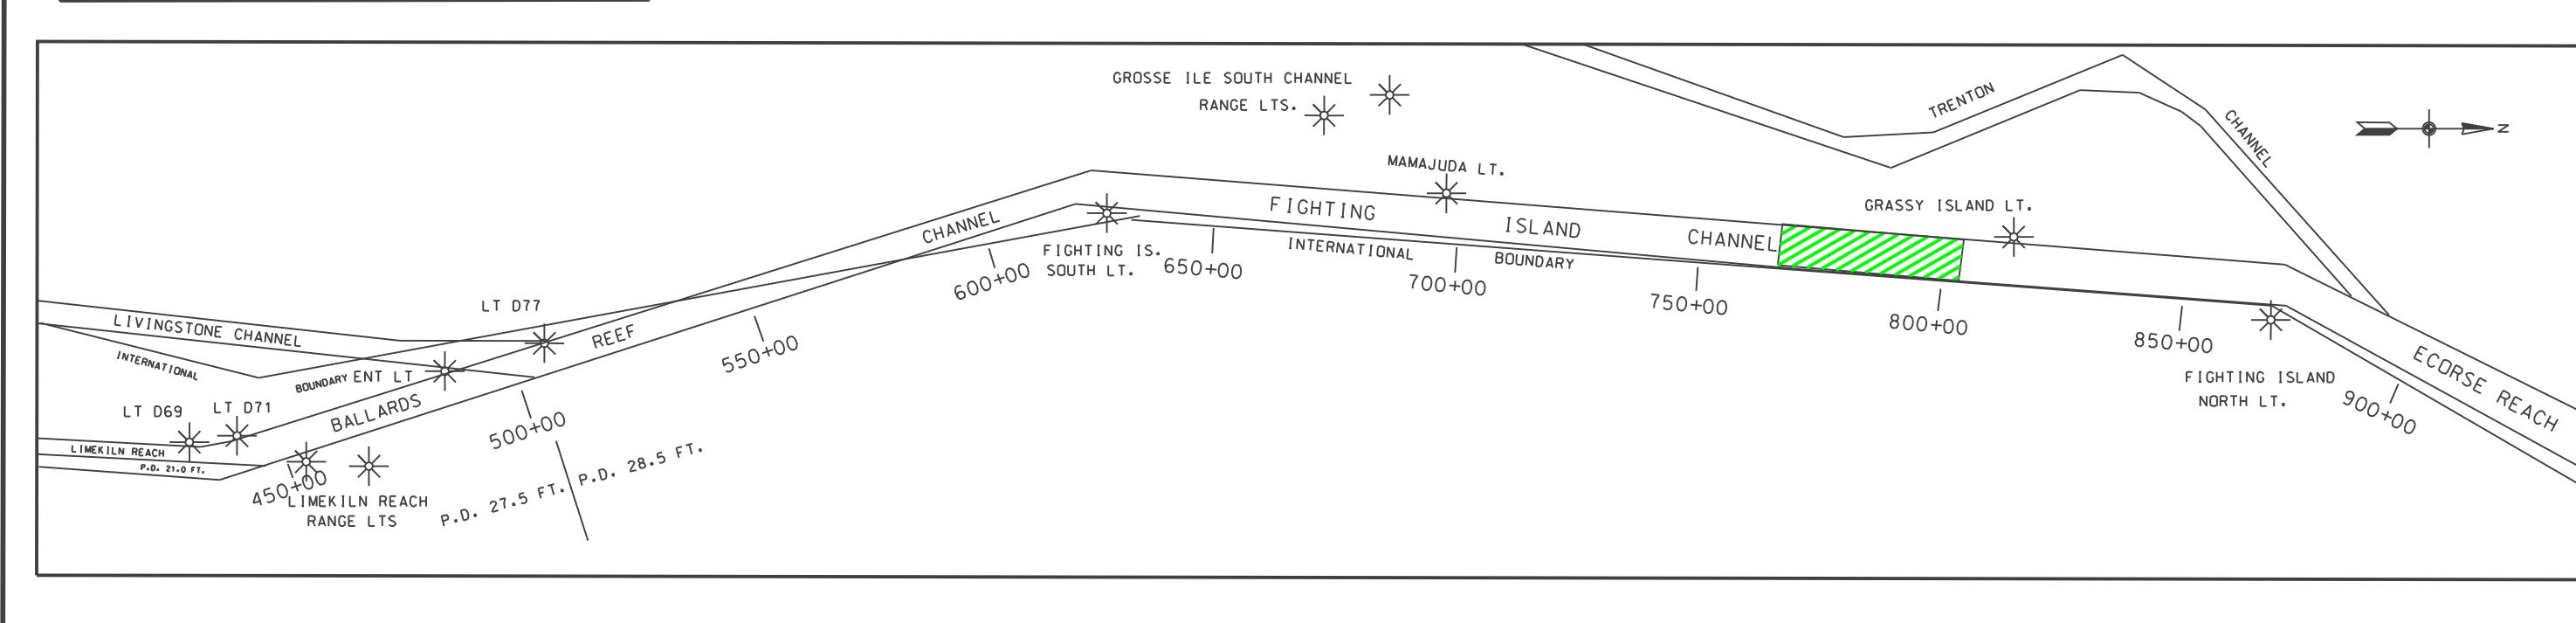 GROSSE ILE SOUTH CHANNEL
RANGE LTS.
TRENTON
CHANNEL
N
MAMAJUDA LT.
GRASSY ISLAND LT.
FIGHTING ISLAND CHANNEL
INTERNATIONAL BOUNDARY
CHANNEL
FIGHTING IS.
SOUTH LT.
600+00
650+00
700+00
750+00
800+00
850+00
900+00
FIGHTING ISLAND
NORTH LT.
ECORSE REACH
LT D77
LIVINGSTONE CHANNEL
REEF
550+00
INTERNATIONAL
BOUNDARY
ENT LT
LT D69
LT D71
BALLARDS
500+00
LIMEKILN REACH
P.D. 21.0 FT.
450+00
LIMEKILN REACH
RANGE LTS
P.D. 27.5 FT.
P.D. 28.5 FT.